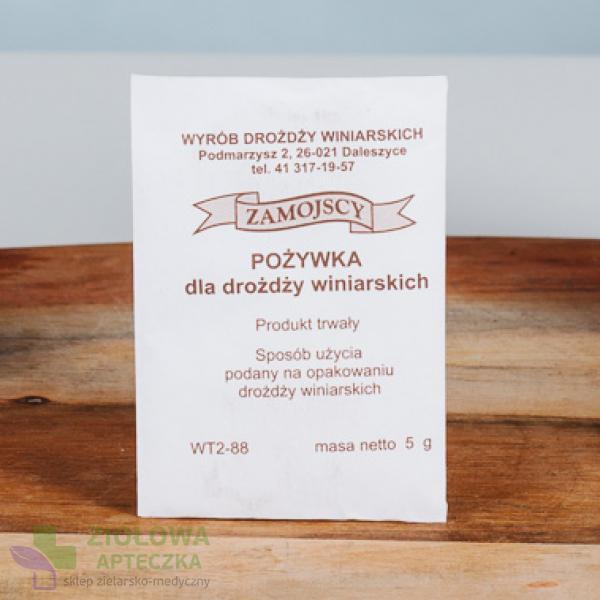 WYRÓB DROŻDŻY WINIARSKICH
Podmarzysz 2, 26-021 Daleszyce
tel. 41 317-19-57
ZAMOJSCY
POŻYWKA
dla drożdży winiarskich
Produkt trwały
Sposób użycia
podany na opakowaniu
drożdży winiarskich
WT2-88 masa netto 5 g
ZIOŁOWA
APTECZKA
sklep zielarsko-medyczny